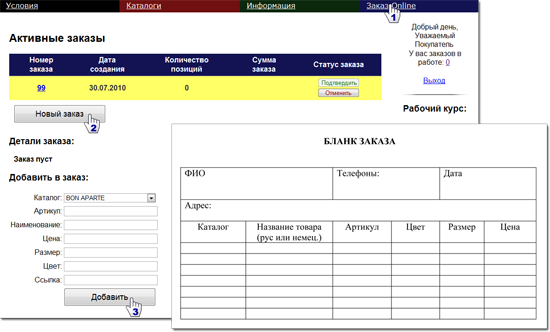 Условия Каталоги Информация Заказ Online
1
Добрый день,
Уважаемый
Покупатель
У вас заказов в
работе: 0
Выход
Рабочий курс:
Активные заказы
Номер заказа Дата создания Количество позиций Сумма заказа Статус заказа
99 30.07.2010 0 Подтвердить
Отменить
Новый заказ
2
Детали заказа:
Заказ пуст
Добавить в заказ:
Каталог: BON APARTE
Артикул:
Наименование:
Цена:
Размер:
Цвет:
Ссылка:
Добавить
3
БЛАНК ЗАКАЗА
ФИО Телефоны: Дата
Адрес:
Каталог Название товара Артикул Цвет Размер Цена
(рус или немец.)